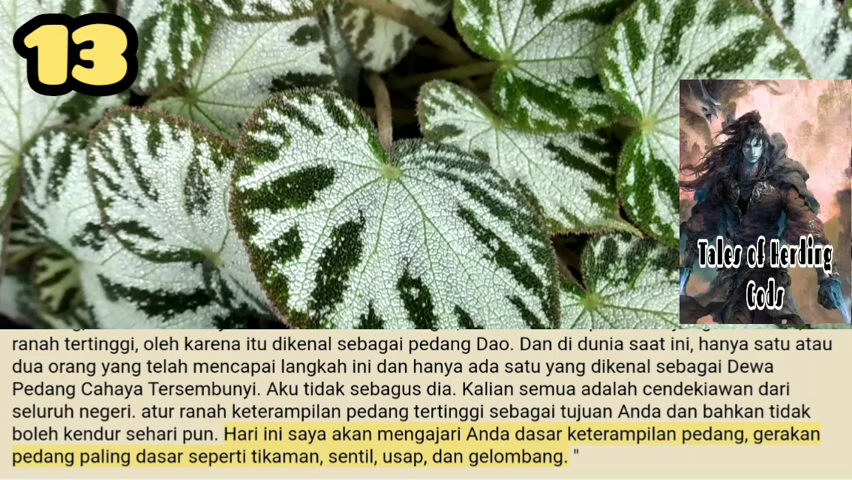 13
Tales of Herding
Gods
ranah tertinggi, oleh karena itu dikenal sebagai pedang Dao. Dan di dunia saat ini, hanya satu atau
dua orang yang telah mencapai langkah ini dan hanya ada satu yang dikenal sebagai Dewa
Pedang Cahaya Tersembunyi. Aku tidak sebagus dia. Kalian semua adalah cendekiawan dari
seluruh negeri. atur ranah keterampilan pedang tertinggi sebagai tujuan Anda dan bahkan tidak
boleh kendur sehari pun. Hari ini saya akan mengajari Anda dasar keterampilan pedang, gerakan
pedang paling dasar seperti tikaman, sentil, usap, dan gelombang. "